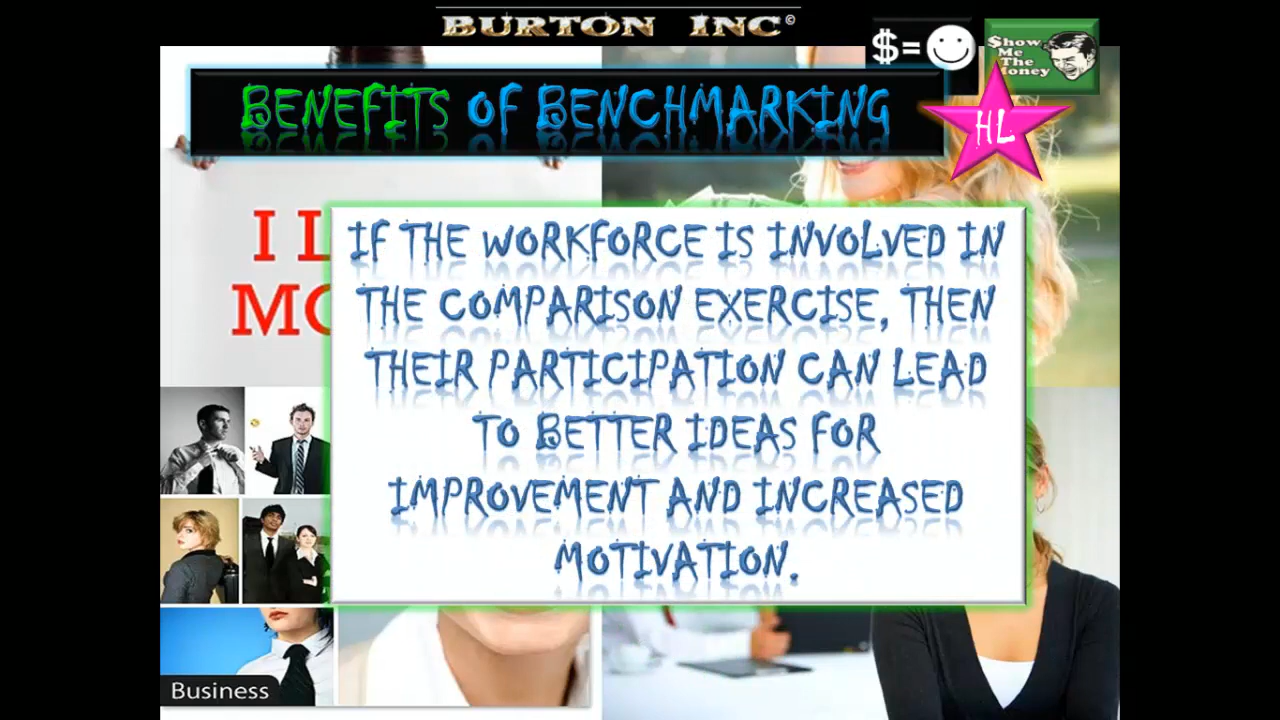 BURTON INC©
$=
Show
Me
The
Money
BENEFITS OF BENCHMARKING
HL
I L
MO
IF THE WORKFORCE IS INVOLVED IN
THE COMPARISON EXERCISE, THEN
THEIR PARTICIPATION CAN LEAD
TO BETTER IDEAS FOR
IMPROVEMENT AND INCREASED
MOTIVATION.
Business